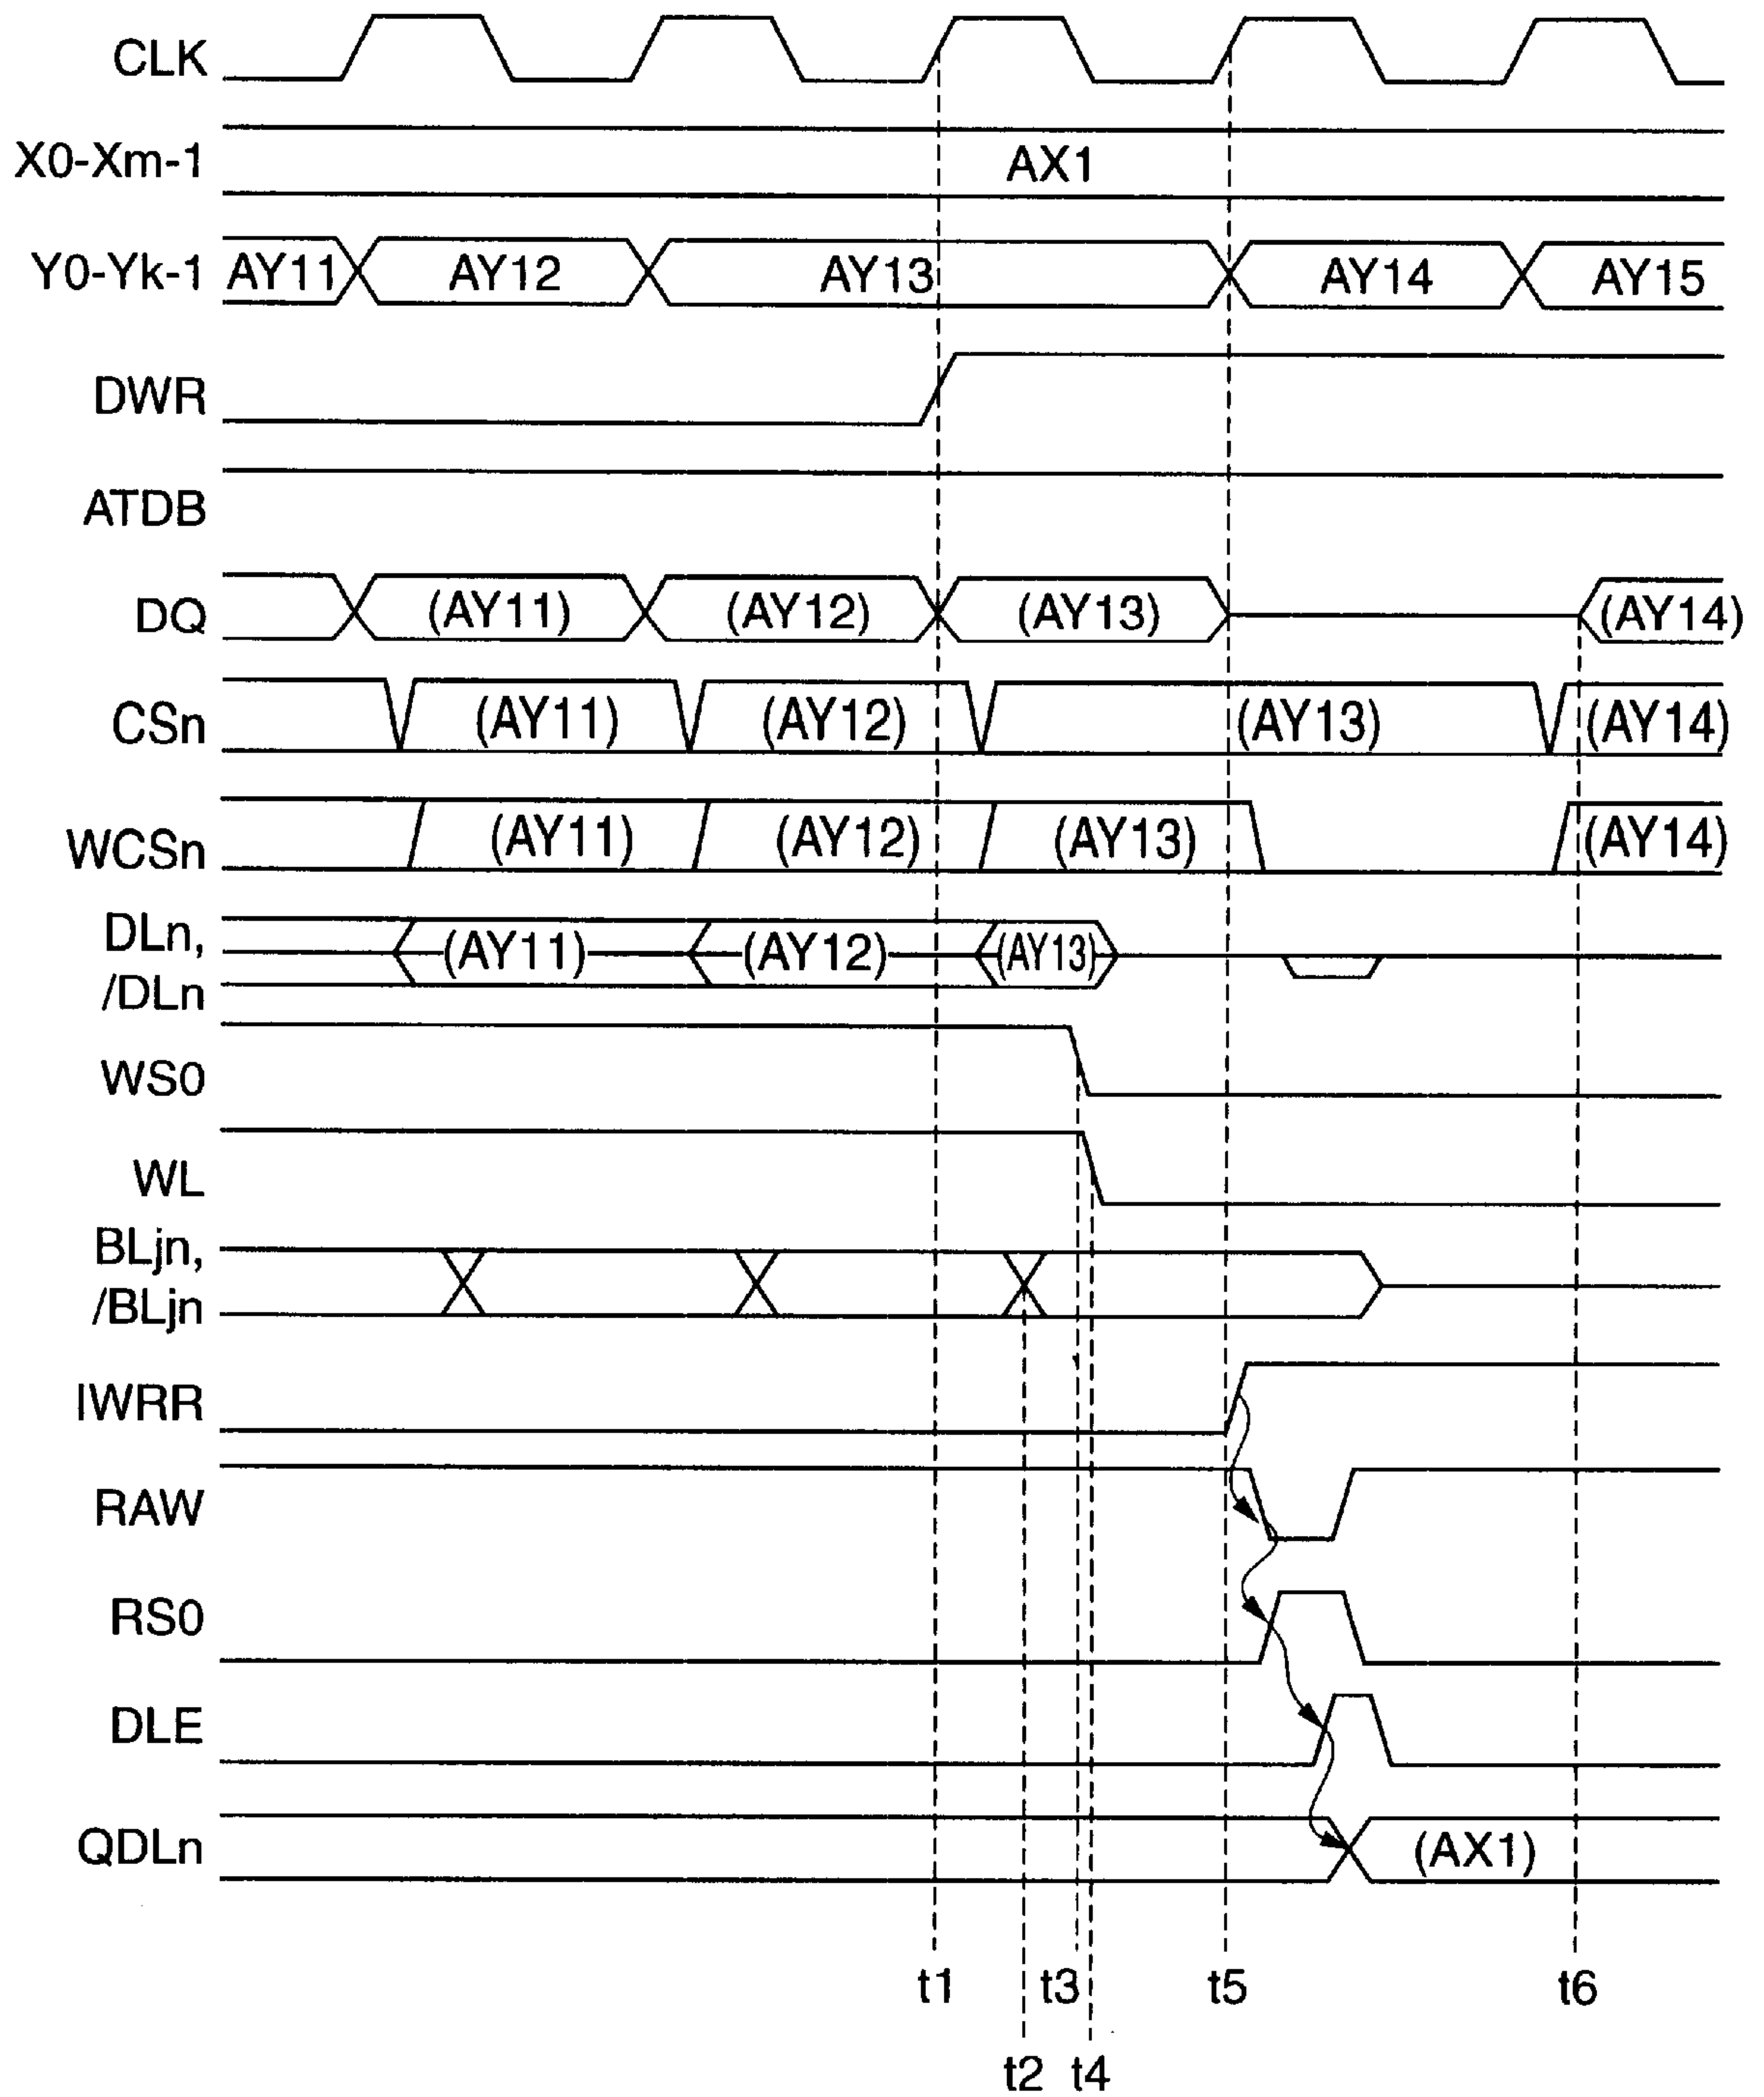 CLK
X0-Xm-1 AX1
Y0-Yk-1 AY11 AY12 AY13 AY14 AY15
DWR
ATDB
DQ (AY11) (AY12) (AY13) (AY14)
CSn (AY11) (AY12) (AY13) (AY14)
WCSn (AY11) (AY12) (AY13) (AY14)
DLn,
/DLn (AY11) (AY12) (AY13)
WS0
WL
BLjn,
/BLjn
IWRR
RAW
RS0
DLE
QDLn (AX1)
t1 t3 t5 t6
t2 t4